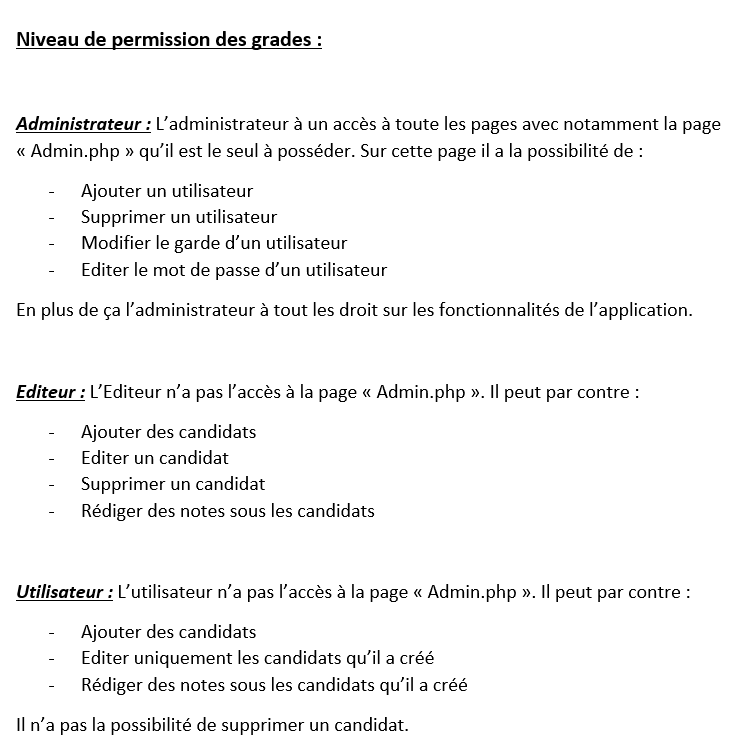 Niveau de permission des grades :
Administrateur : L’administrateur à un accès à toute les pages avec notamment la page
« Admin.php » qu’il est le seul à posséder. Sur cette page il a la possibilité de :
- Ajouter un utilisateur
- Supprimer un utilisateur
- Modifier le garde d’un utilisateur
- Editer le mot de passe d’un utilisateur
En plus de ça l’administrateur à tout les droit sur les fonctionnalités de l’application.
Editeur : L’Editeur n’a pas l’accès à la page « Admin.php ». Il peut par contre :
- Ajouter des candidats
- Editer un candidat
- Supprimer un candidat
- Rédiger des notes sous les candidats
Utilisateur : L’utilisateur n’a pas l’accès à la page « Admin.php ». Il peut par contre :
- Ajouter des candidats
- Editer uniquement les candidats qu’il a créé
- Rédiger des notes sous les candidats qu’il a créé
Il n’a pas la possibilité de supprimer un candidat.